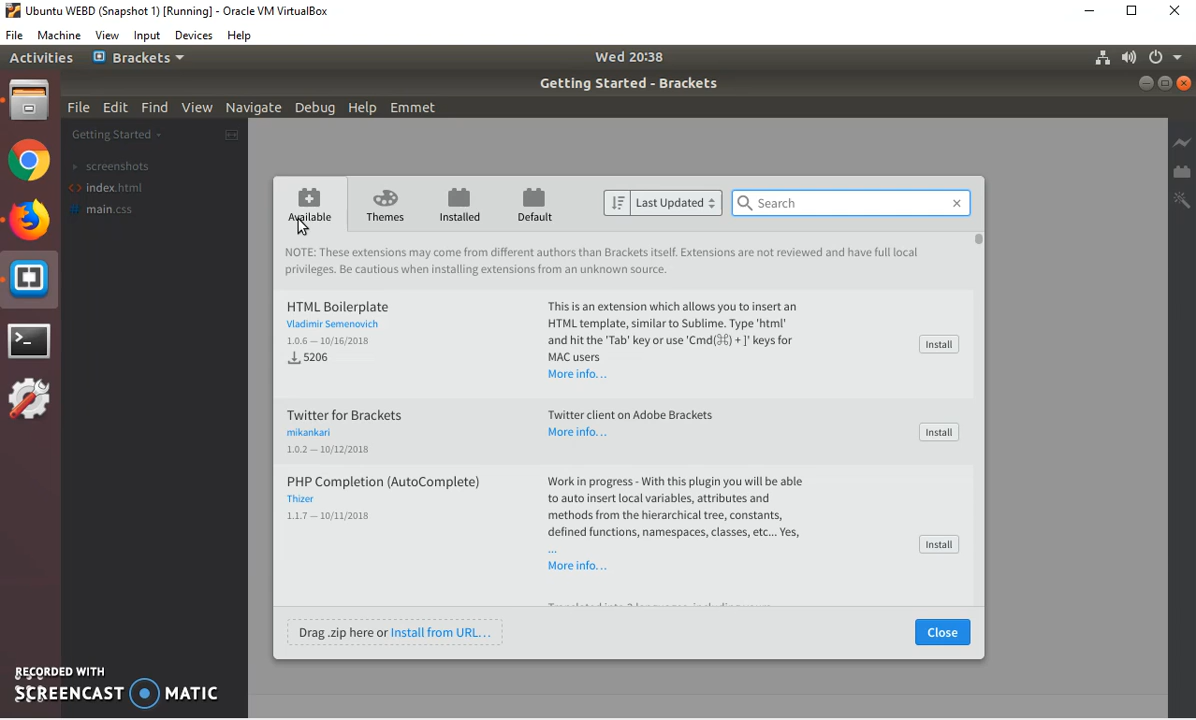 Ubuntu WEBD (Snapshot 1) [Running] - Oracle VM VirtualBox
File Machine View Input Devices Help
Activities Brackets Wed 20:38
Getting Started - Brackets
File Edit Find View Navigate Debug Help Emmet
Getting Started
screenshots
index.html
main.css
Available Themes Installed Default Last Updated Search
NOTE: These extensions may come from different authors than Brackets itself. Extensions are not reviewed and have full local
privileges. Be cautious when installing extensions from an unknown source.
HTML Boilerplate
Vladimir Semenovich
1.0.6 — 10/16/2018
5206
This is an extension which allows you to insert an
HTML template, similar to Sublime. Type 'html'
and hit the 'Tab' key or use 'Cmd(⌘) + ]' keys for
MAC users
More info...
Install
Twitter for Brackets
mikankari
1.0.2 — 10/12/2018
Twitter client on Adobe Brackets
More info...
Install
PHP Completion (AutoComplete)
Thizer
1.1.7 — 10/11/2018
Work in progress - With this plugin you will be able
to auto insert local variables, attributes and
methods from the hierarchical tree, constants,
defined functions, namespaces, classes, etc... Yes,
...
More info...
Install
Drag .zip here or Install from URL...
Close
RECORDED WITH
SCREENCAST MATIC